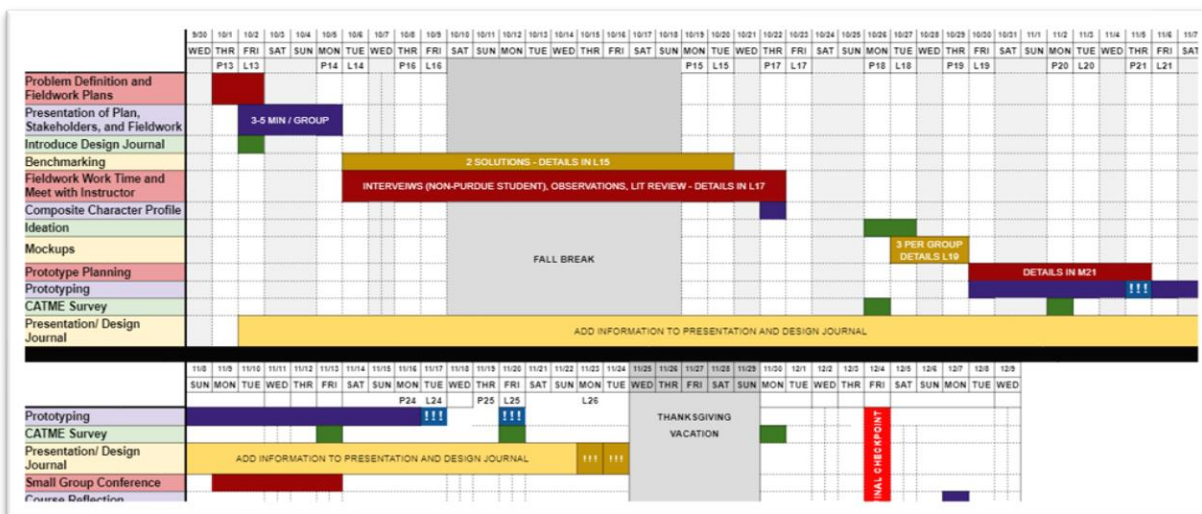 9/30 10/1 10/2 10/3 10/4 10/5 10/6 10/7 10/8 10/9 10/10 10/11 10/12 10/13 10/14 10/15 10/16 10/17 10/18 10/19 10/20 10/21 10/22 10/23 10/24 10/25 10/26 10/27 10/28 10/29 10/30 10/31 11/1 11/2 11/3 11/4 11/5 11/6 11/7
WED THR FRI SAT SUN MON TUE WED THR FRI SAT SUN MON TUE WED THR FRI SAT SUN MON TUE WED THR FRI SAT SUN MON TUE WED THR FRI SAT SUN MON TUE WED THR FRI SAT
P13 L13 P14 L14 P16 L16 P15 L15 P17 L17 P18 L18 P19 L19 P20 L20 P21 L21
Problem Definition and
Fieldwork Plans
Presentation of Plan,
Stakeholders, and Fieldwork
3-5 MIN / GROUP
Introduce Design Journal
Benchmarking
2 SOLUTIONS - DETAILS IN L15
Fieldwork Work Time and
Meet with Instructor
INTERVEIWS (NON-PURDUE STUDENT), OBSERVATIONS, LIT REVIEW - DETAILS IN L17
Composite Character Profile
Ideation
Mockups
3 PER GROUP
DETAILS L19
FALL BREAK
Prototype Planning
DETAILS IN M21
Prototyping
!!!
CATME Survey
Presentation/ Design
Journal
ADD INFORMATION TO PRESENTATION AND DESIGN JOURNAL
11/8 11/9 11/10 11/11 11/12 11/13 11/14 11/15 11/16 11/17 11/18 11/19 11/20 11/21 11/22 11/23 11/24 11/25 11/26 11/27 11/28 11/29 11/30 12/1 12/2 12/3 12/4 12/5 12/6 12/7 12/8 12/9
SUN MON TUE WED THR FRI SAT SUN MON TUE WED THR FRI SAT SUN MON TUE WED THR FRI SAT SUN MON TUE WED THR FRI SAT SUN MON TUE WED
P24 L24 P25 L25 L26
Prototyping
!!! !!!
THANKSGIVING
VACATION
CATME Survey
Presentation/ Design
Journal
ADD INFORMATION TO PRESENTATION AND DESIGN JOURNAL
!!! !!!
Small Group Conference
Course Reflection
INAL CHECKPOINT